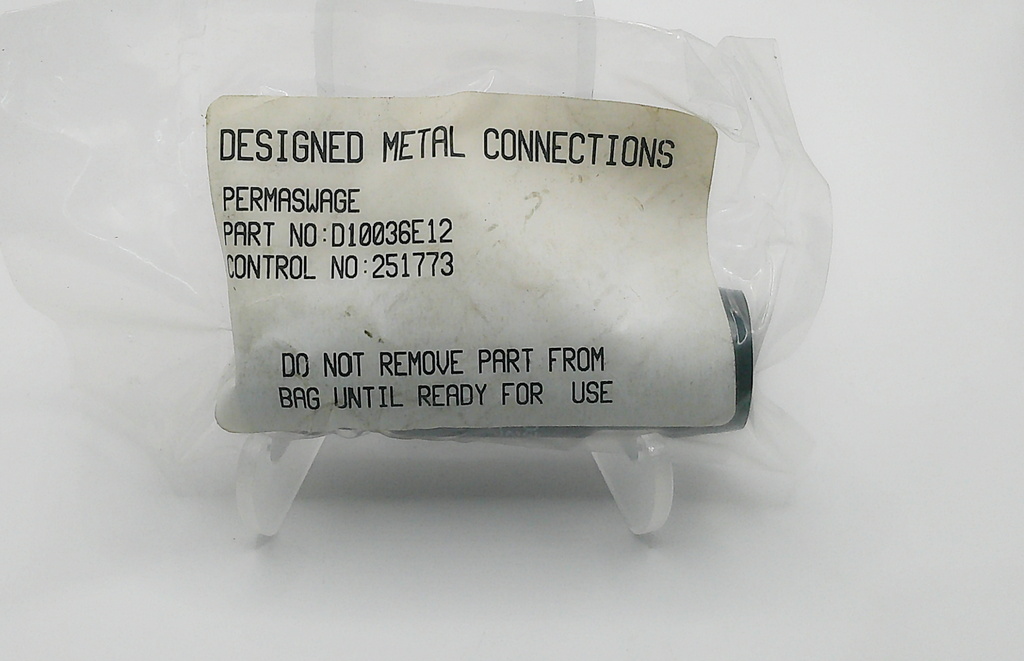 DESIGNED METAL CONNECTIONS
PERMASWAGE
PART NO:D10036E12
CONTROL NO:251773
DO NOT REMOVE PART FROM
BAG UNTIL READY FOR USE